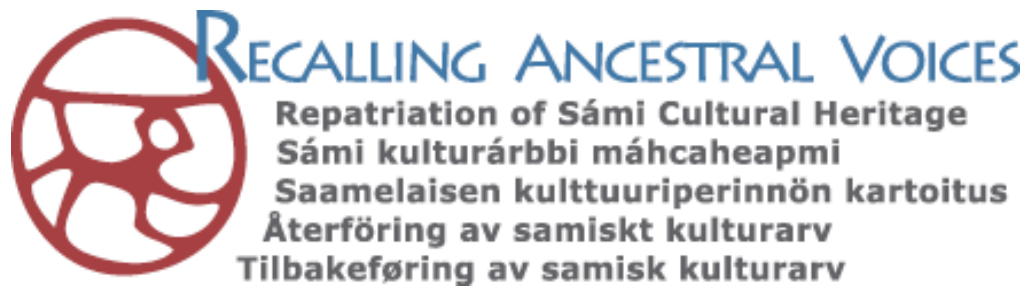 RECALLING ANCESTRAL VOICES
Repatriation of Sámi Cultural Heritage
Sámi kulturárbbi máhcaheapmi
Saamelaisen kulttuuriperinnön kartoitus
Återföring av samiskt kulturarv
Tilbakeføring av samisk kulturarv